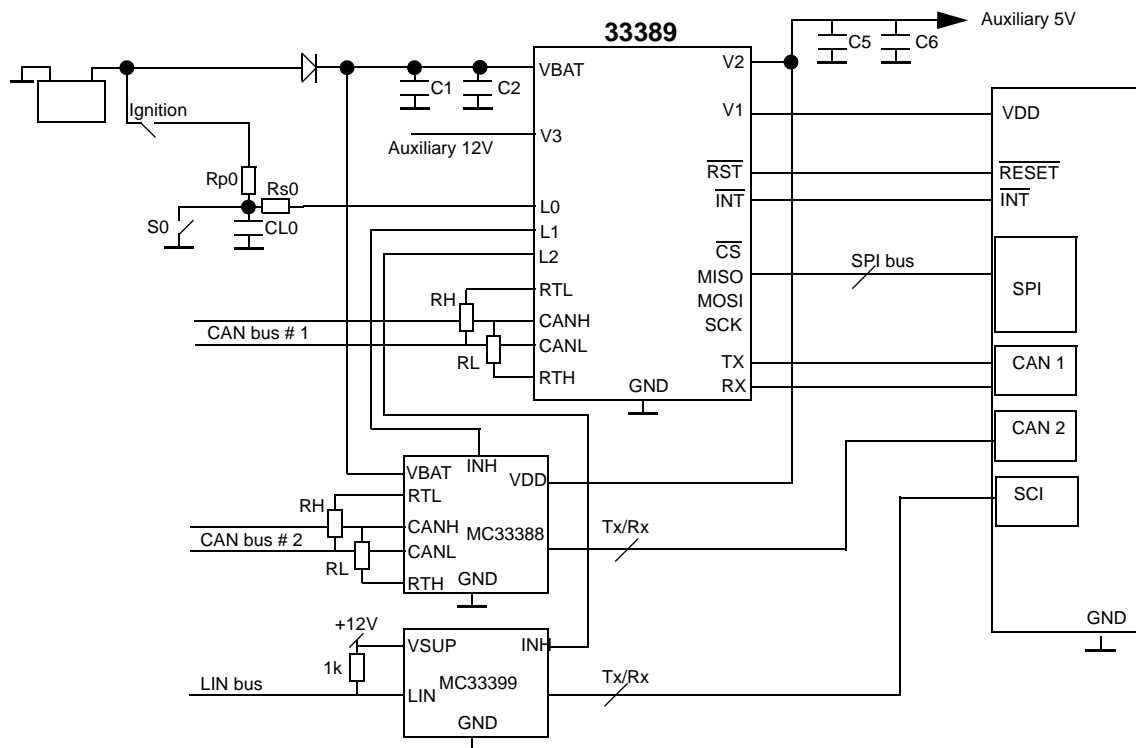 33389
Auxiliary 5V
C5
C6
VBAT
V2
C1
C2
Ignition
V1
VDD
V3
Auxiliary 12V
RST
RESET
Rp0
Rs0
INT
INT
L0
S0
CL0
L1
L2
CS
SPI bus
MISO
SPI
RTL
MOSI
RH
CANH
SCK
CAN bus # 1
CANL
RL
TX
CAN 1
RTH
GND
RX
CAN 2
INH
VBAT
VDD
RTL
SCI
RH
CANH
MC33388
Tx/Rx
CAN bus # 2
CANL
RL
GND
RTH
GND
+12V
VSUP
INH
1k
MC33399
Tx/Rx
LIN bus
LIN
GND